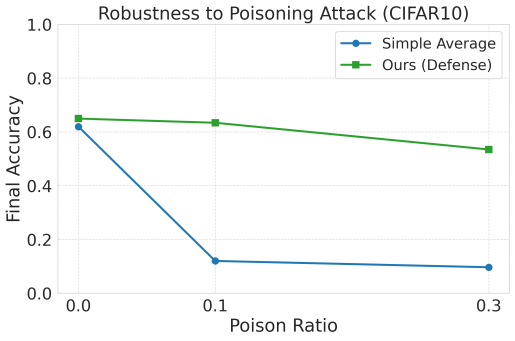 Robustness to Poisoning Attack (CIFAR10)
Simple Average
Ours (Defense)
Final Accuracy
1.0
0.8
0.6
0.4
0.2
0.0
0.0 0.1 0.3
Poison Ratio